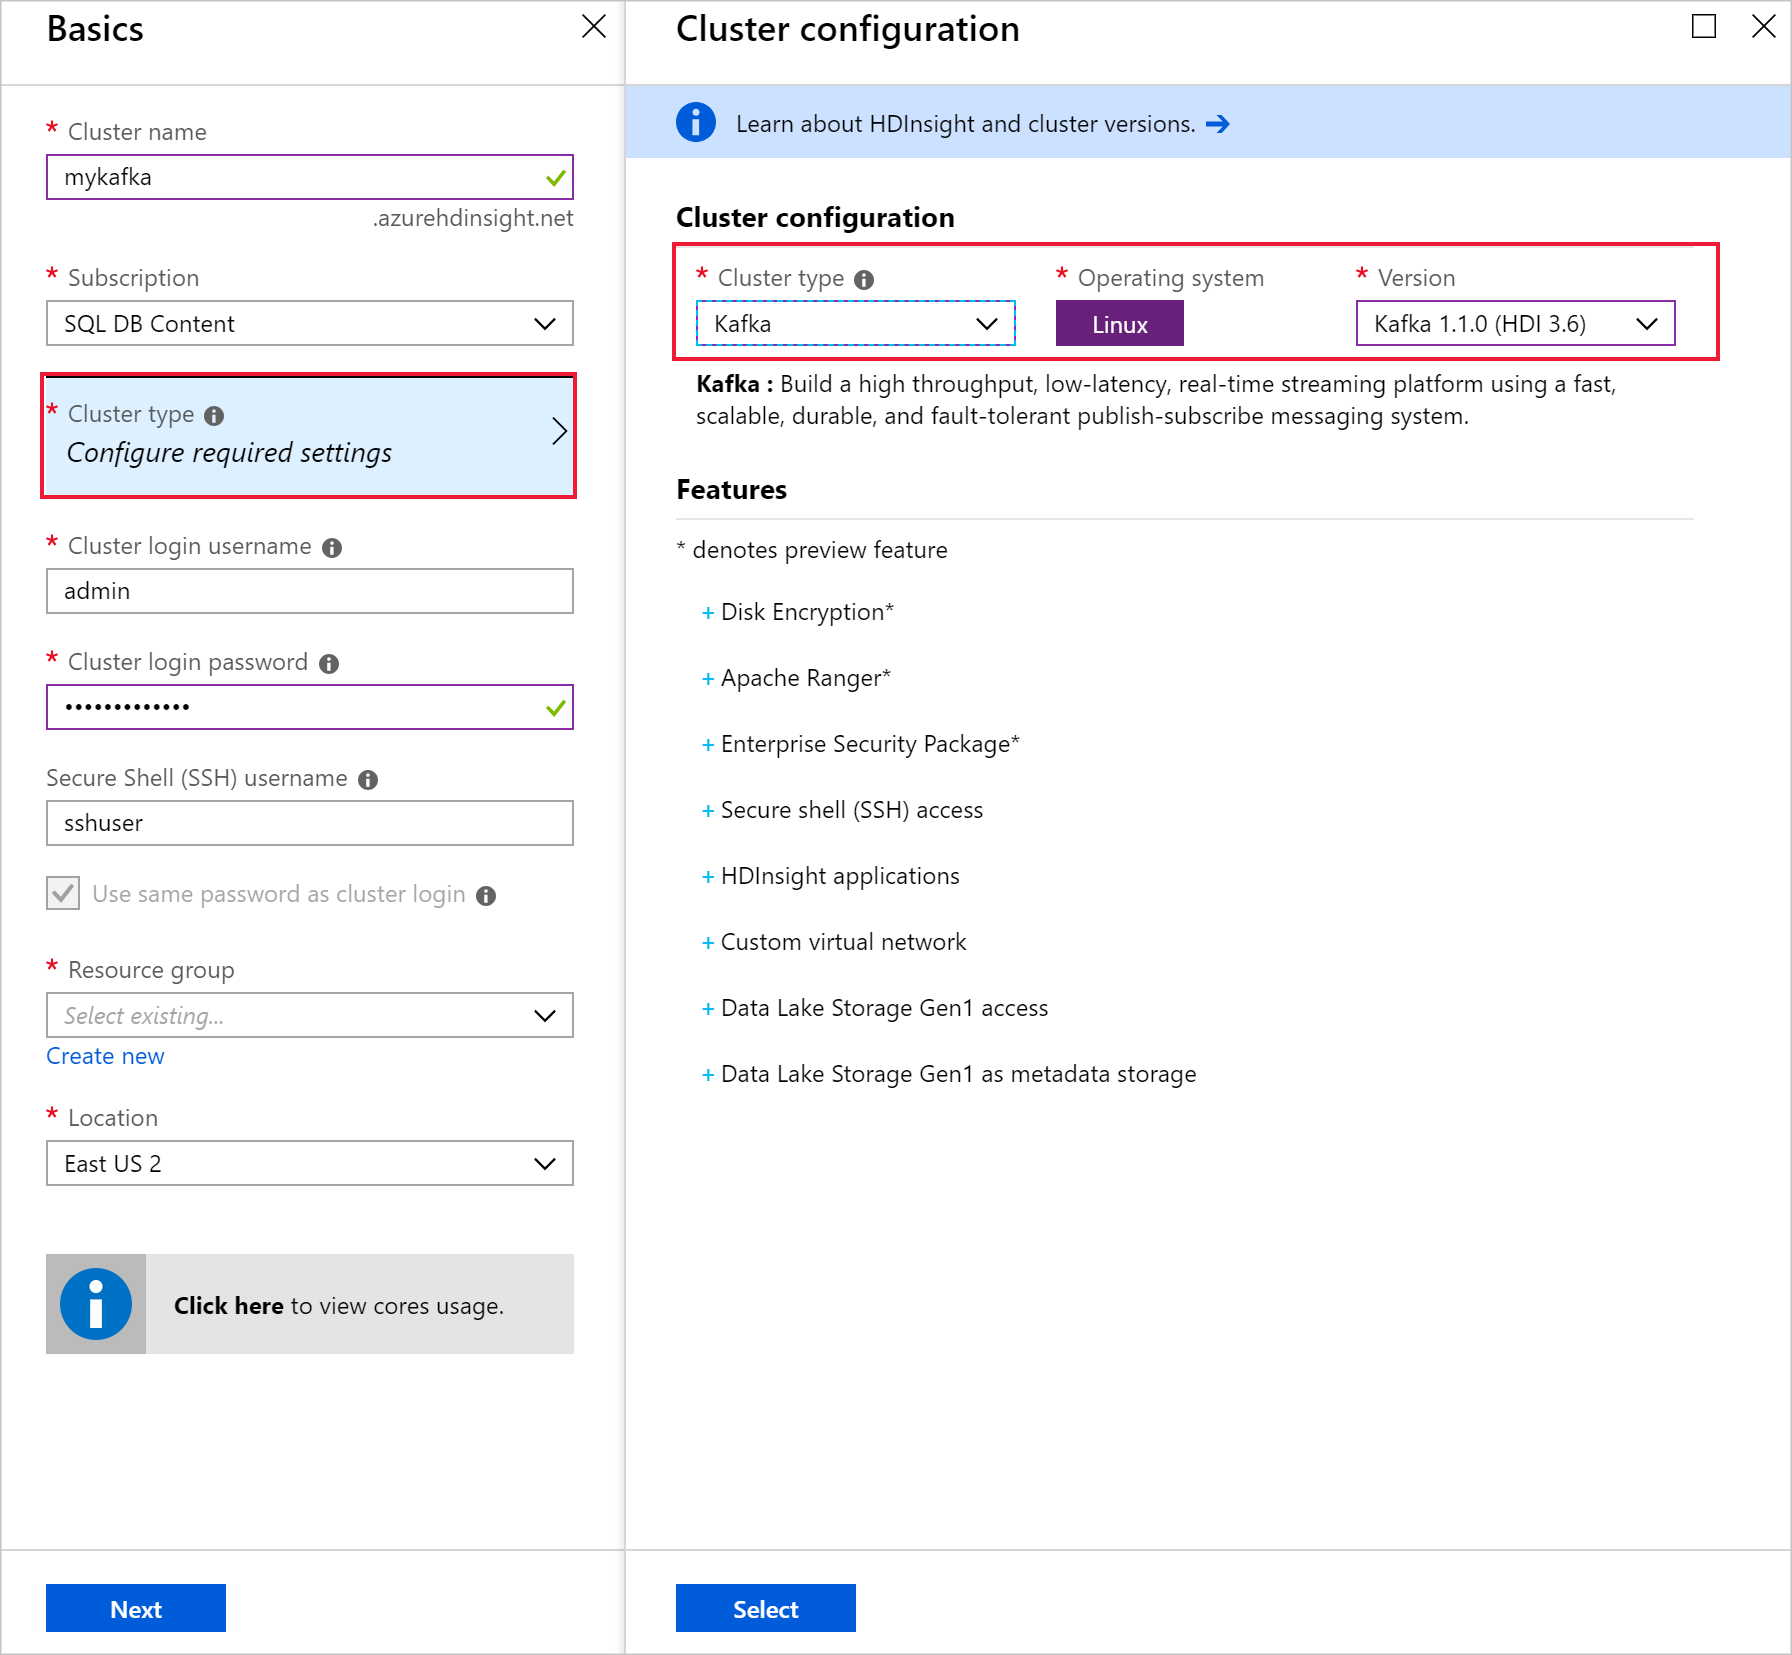 Basics
* Cluster name
mykafka
.azurehdinsight.net
* Subscription
SQL DB Content
* Cluster type
Configure required settings
* Cluster login username
admin
* Cluster login password
•••••••••••••
Secure Shell (SSH) username
sshuser
Use same password as cluster login
* Resource group
Select existing...
Create new
* Location
East US 2
Click here to view cores usage.
Next
Cluster configuration
Learn about HDInsight and cluster versions.
Cluster configuration
* Cluster type * Operating system * Version
Kafka Linux Kafka 1.1.0 (HDI 3.6)
Kafka : Build a high throughput, low-latency, real-time streaming platform using a fast,
scalable, durable, and fault-tolerant publish-subscribe messaging system.
Features
* denotes preview feature
+ Disk Encryption*
+ Apache Ranger*
+ Enterprise Security Package*
+ Secure shell (SSH) access
+ HDInsight applications
+ Custom virtual network
+ Data Lake Storage Gen1 access
+ Data Lake Storage Gen1 as metadata storage
Select